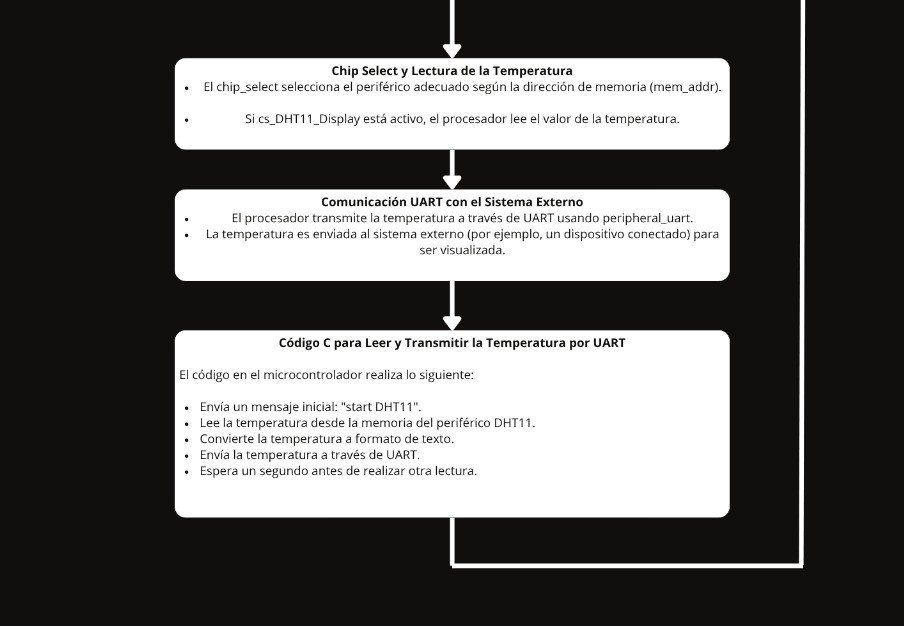 Chip Select y Lectura de la Temperatura
• El chip_select selecciona el periférico adecuado según la dirección de memoria (mem_addr).
• Si cs_DHT11_Display está activo, el procesador lee el valor de la temperatura.
Comunicación UART con el Sistema Externo
• El procesador transmite la temperatura a través de UART usando peripheral_uart.
• La temperatura es enviada al sistema externo (por ejemplo, un dispositivo conectado) para
ser visualizada.
Código C para Leer y Transmitir la Temperatura por UART
El código en el microcontrolador realiza lo siguiente:
• Envía un mensaje inicial: "start DHT11".
• Lee la temperatura desde la memoria del periférico DHT11.
• Convierte la temperatura a formato de texto.
• Envía la temperatura a través de UART.
• Espera un segundo antes de realizar otra lectura.